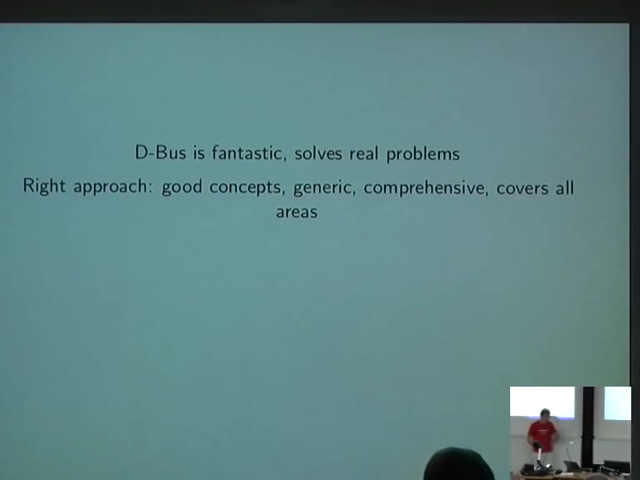 D-Bus is fantastic, solves real problems
Right approach: good concepts, generic, comprehensive, covers all
areas